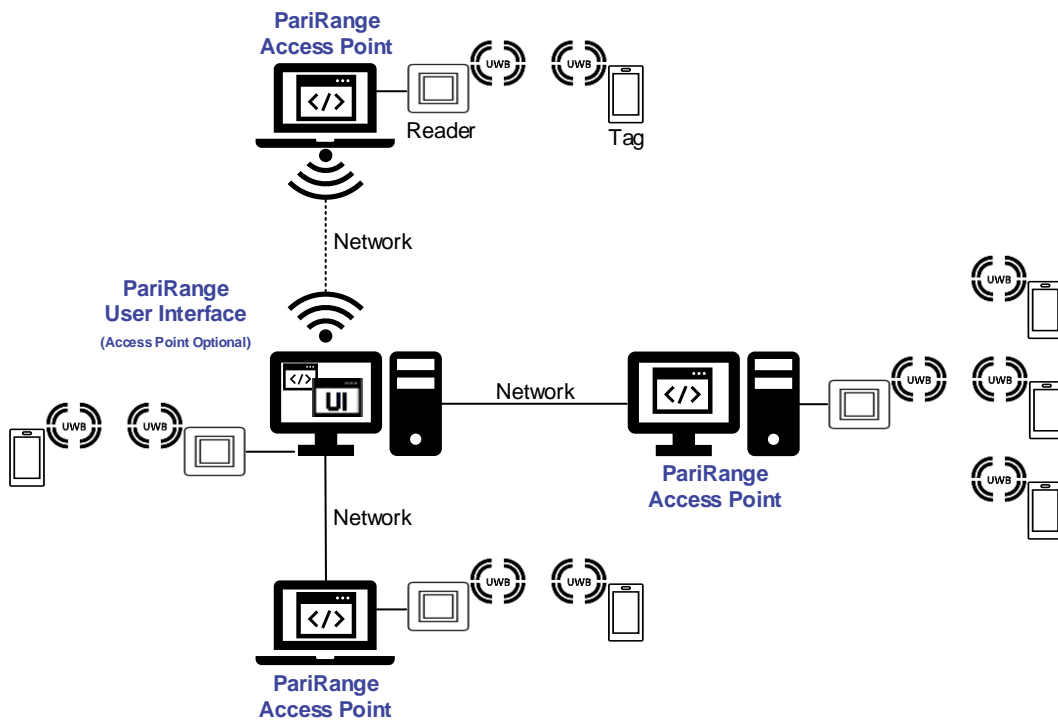 PariRange
Access Point
</>
UWB
UWB
Reader
Tag
Network
PariRange
User Interface
(Access Point Optional)
</>
UI
Network
</>
UWB
UWB
UWB
UWB
UWB
UWB
PariRange
Access Point
Network
</>
UWB
UWB
PariRange
Access Point